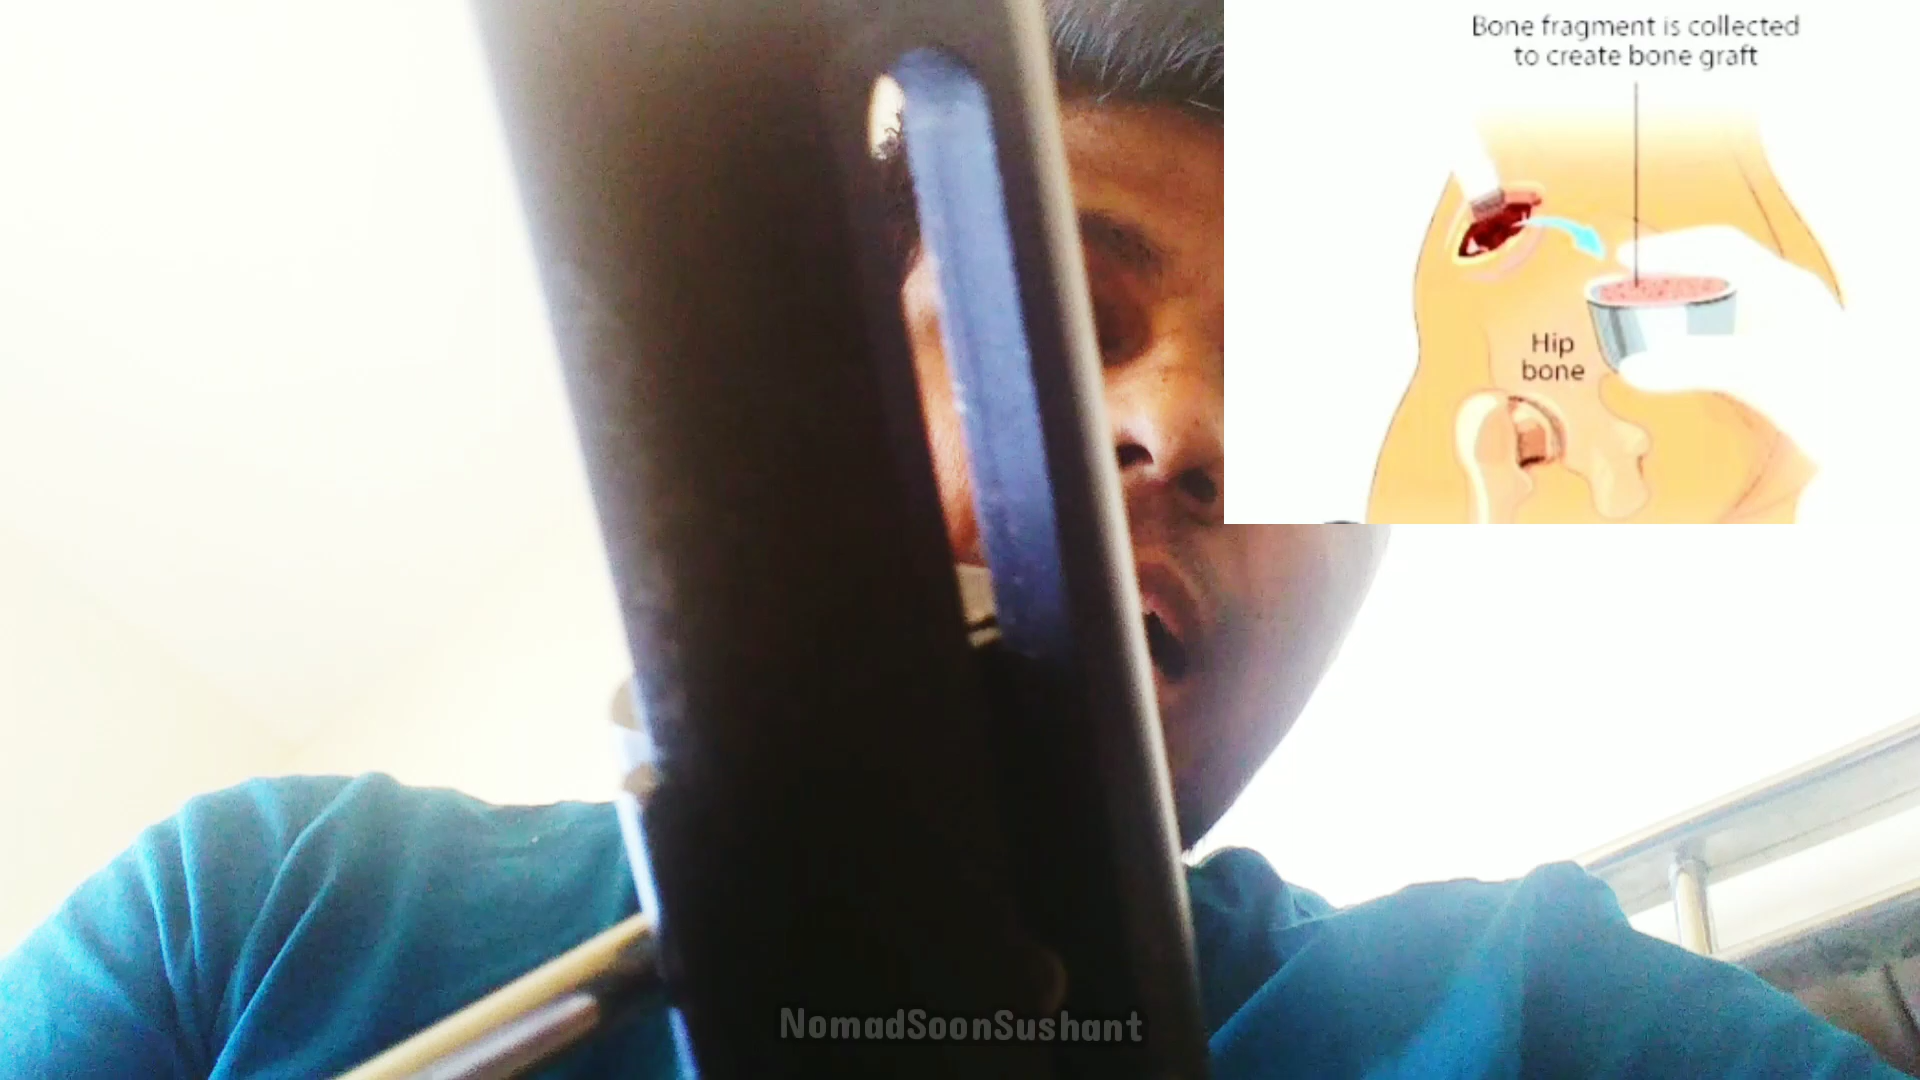 Bone fragment is collected
to create bone graft
Hip
bone
NomadSoonSushant